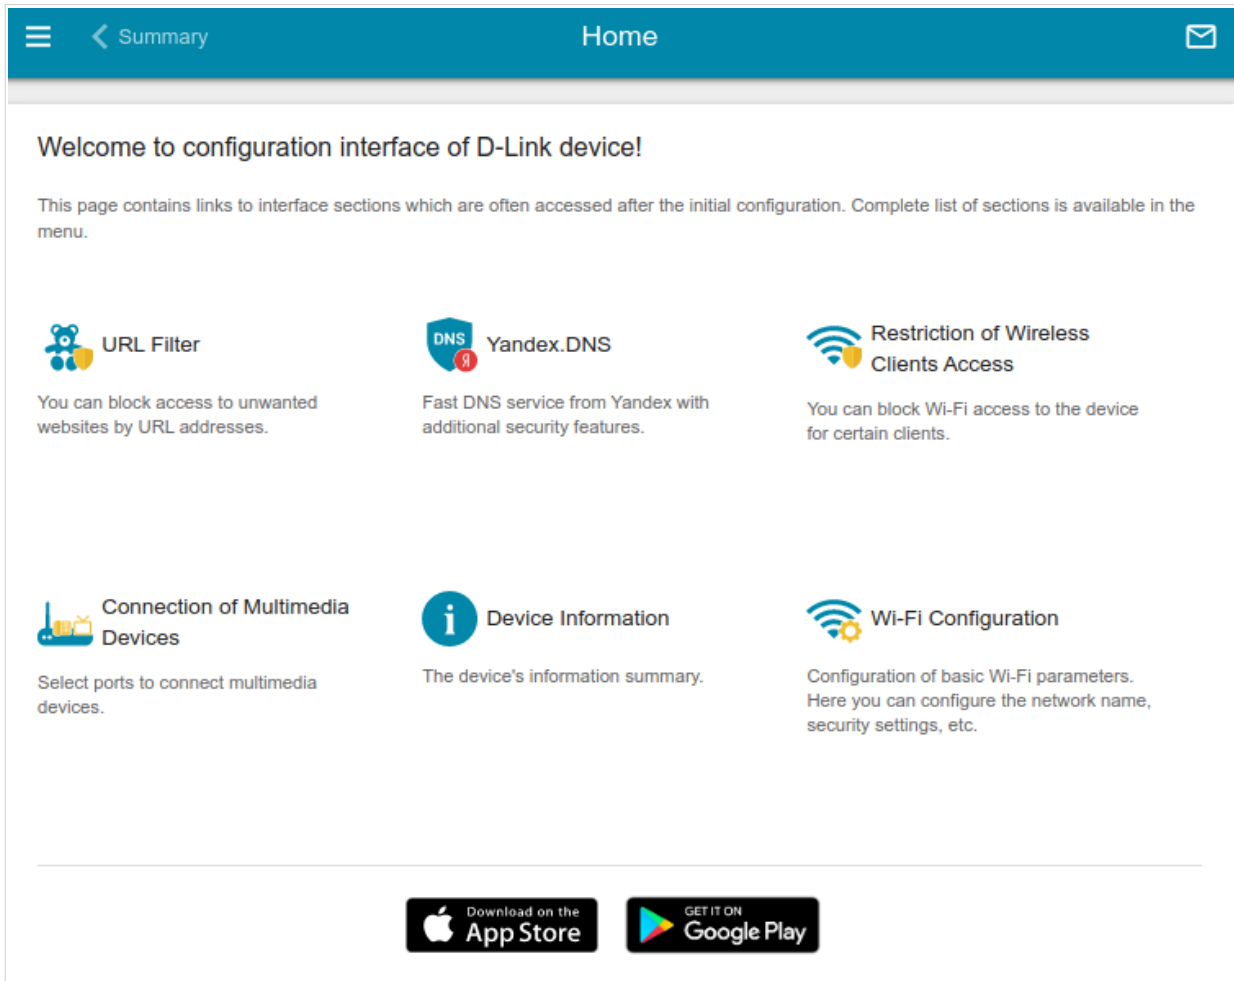 Summary
Home
Welcome to configuration interface of D-Link device!
This page contains links to interface sections which are often accessed after the initial configuration. Complete list of sections is available in the
menu.
URL Filter
You can block access to unwanted
websites by URL addresses.
DNS
Я
Yandex.DNS
Fast DNS service from Yandex with
additional security features.
Restriction of Wireless
Clients Access
You can block Wi-Fi access to the device
for certain clients.
Connection of Multimedia
Devices
Select ports to connect multimedia
devices.
i
Device Information
The device's information summary.
Wi-Fi Configuration
Configuration of basic Wi-Fi parameters.
Here you can configure the network name,
security settings, etc.
Download on the
App Store
GET IT ON
Google Play